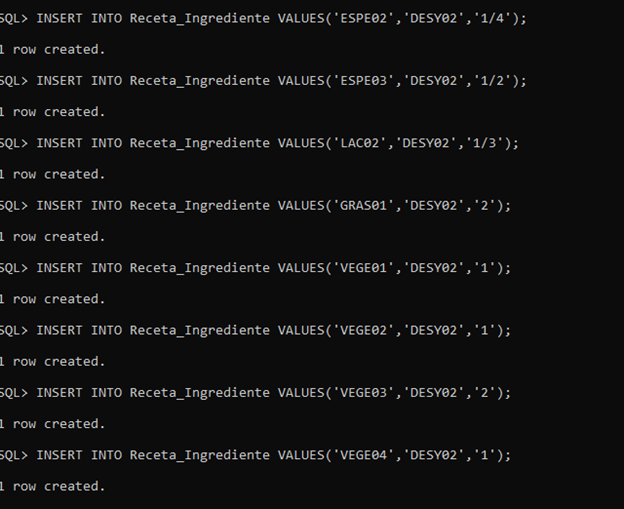 SQL> INSERT INTO Receta_Ingrediente VALUES('ESPE02','DESY02','1/4');
1 row created.
SQL> INSERT INTO Receta_Ingrediente VALUES('ESPE03','DESY02','1/2');
1 row created.
SQL> INSERT INTO Receta_Ingrediente VALUES('LAC02','DESY02','1/3');
1 row created.
SQL> INSERT INTO Receta_Ingrediente VALUES('GRAS01','DESY02','2');
1 row created.
SQL> INSERT INTO Receta_Ingrediente VALUES('VEGE01','DESY02','1');
1 row created.
SQL> INSERT INTO Receta_Ingrediente VALUES('VEGE02','DESY02','1');
1 row created.
SQL> INSERT INTO Receta_Ingrediente VALUES('VEGE03','DESY02','2');
1 row created.
SQL> INSERT INTO Receta_Ingrediente VALUES('VEGE04','DESY02','1');
1 row created.